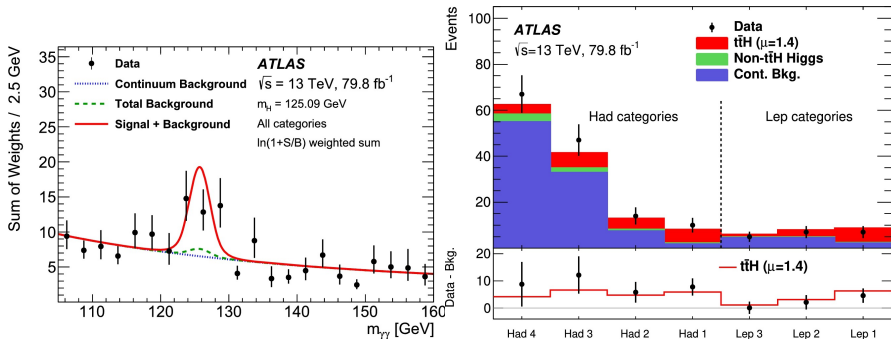 ATLAS
√s = 13 TeV, 79.8 fb⁻¹
m_H = 125.09 GeV
All categories
ln(1+S/B) weighted sum
Data
Continuum Background
Total Background
Signal + Background
Sum of Weights / 2.5 GeV
35
30
25
20
15
10
5
110 120 130 140 150 160
m_γγ [GeV]
ATLAS
√s=13 TeV, 79.8 fb⁻¹
Data
tt̄H (μ=1.4)
Non-tt̄H Higgs
Cont. Bkg.
Had categories
Lep categories
Events
100
80
60
40
20
Data - Bkg.
20
10
0
tt̄H (μ=1.4)
Had 4 Had 3 Had 2 Had 1 Lep 3 Lep 2 Lep 1